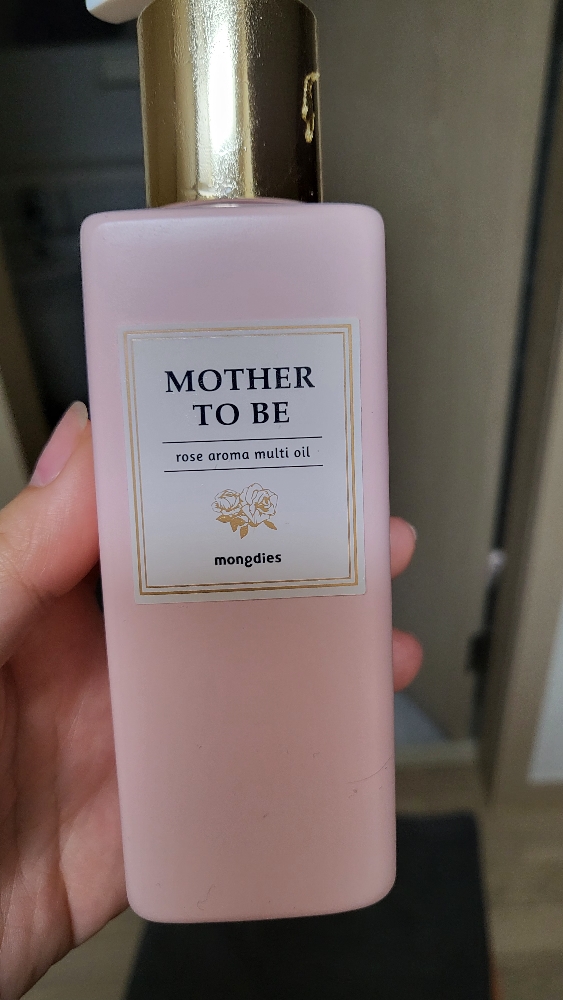 MOTHER
TO BE
rose aroma multi oil
mongdies